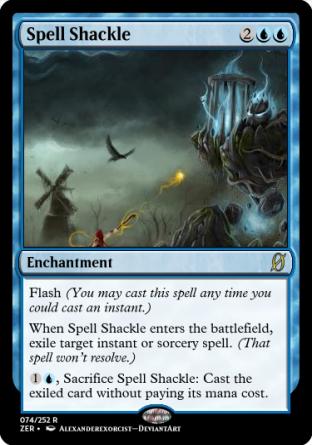 Spell Shackle 2
Enchantment
Flash (You may cast this spell any time you
could cast an instant.)
When Spell Shackle enters the battlefield,
exile target instant or sorcery spell. (That
spell won't resolve.)
1, Sacrifice Spell Shackle: Cast the
exiled card without paying its mana cost.
074/252 R
ZER • Alexanderexorcist—DeviantArt